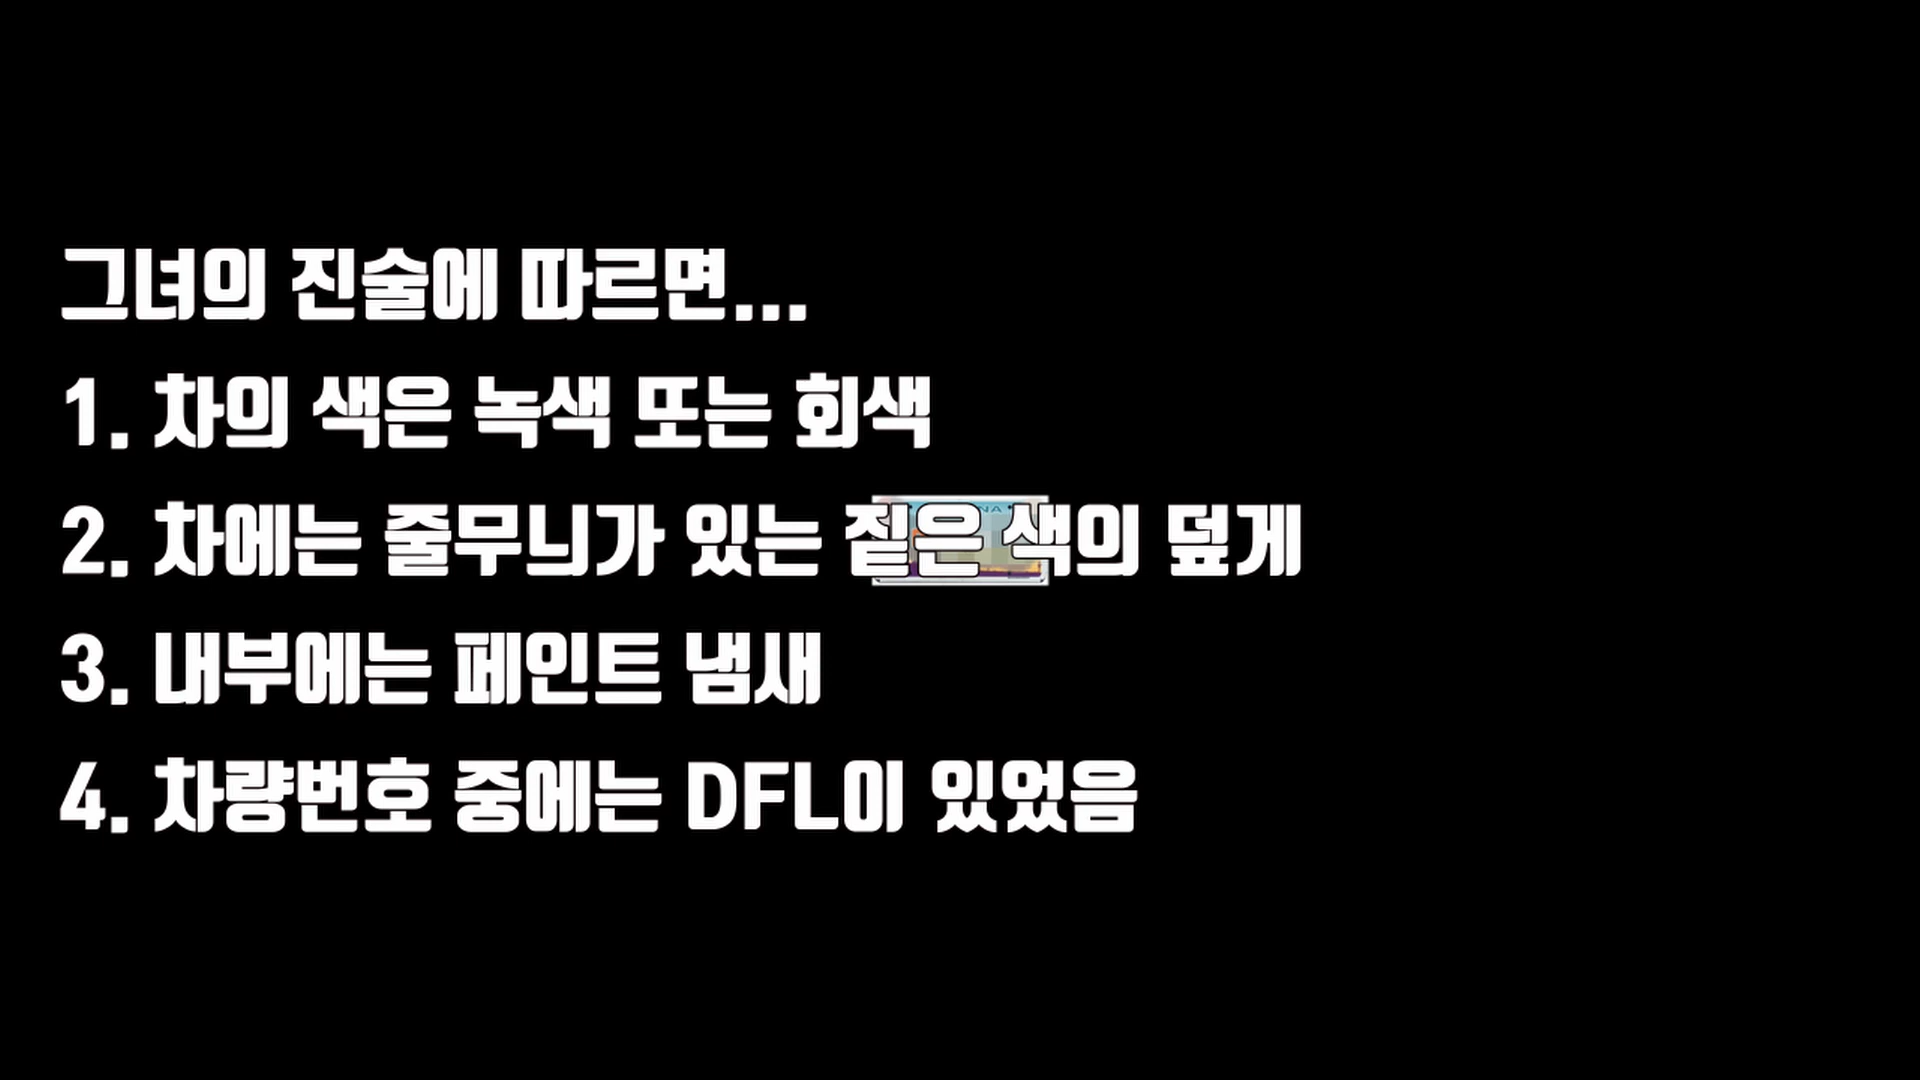 그녀의 진술에 따르면...
1. 차의 색은 녹색 또는 회색
2. 차에는 줄무늬가 있는 짙은 색의 덮게
3. 내부에는 페인트 냄새
4. 차량번호 중에는 DFL이 있었음